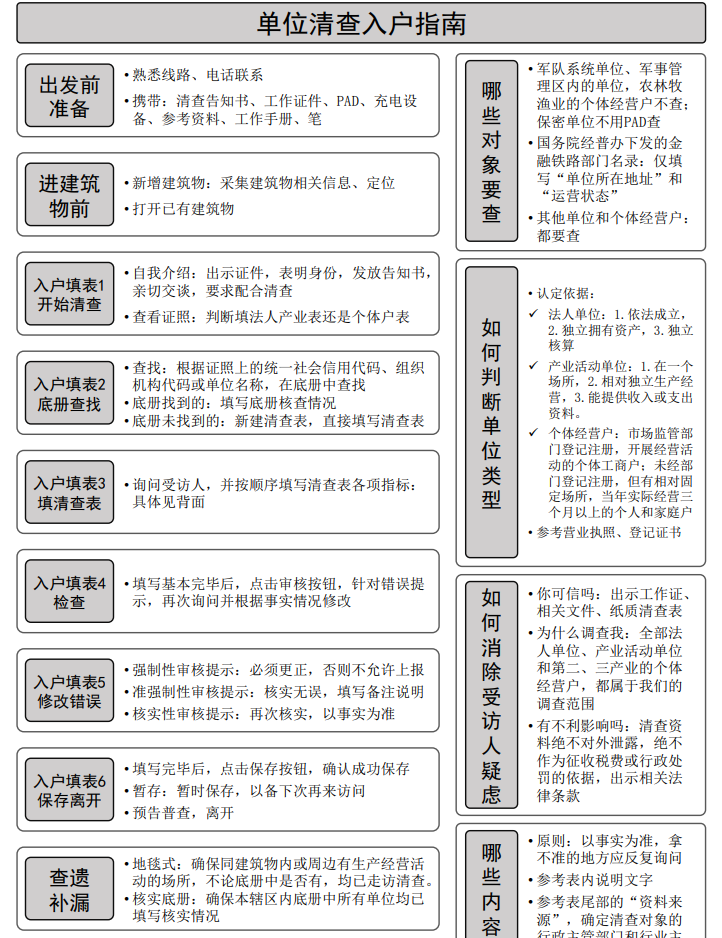 单位清查入户指南
出发前
准备
•熟悉线路、电话联系
•携带：清查告知书、工作证件、PAD、充电设
备、参考资料、工作手册、笔
进建筑
物前
•新增建筑物：采集建筑物相关信息、定位
•打开已有建筑物
入户填表1
开始清查
•自我介绍：出示证件，表明身份，发放告知书，
亲切交谈，要求配合清查
•查看证照：判断填法人产业表还是个体户表
入户填表2
底册查找
•查找：根据证照上的统一社会信用代码、组织
机构代码或单位名称，在底册中查找
•底册找到的：填写底册核查情况
•底册未找到的：新建清查表，直接填写清查表
入户填表3
填清查表
•询问受访人，并按顺序填写清查表各项指标：
具体见背面
入户填表4
检查
•填写基本完毕后，点击审核按钮，针对错误提
示，再次询问并根据事实情况修改
入户填表5
修改错误
•强制性审核提示：必须更正，否则不允许上报
•准强制性审核提示：核实无误，填写备注说明
•核实性审核提示：再次核实，以事实为准
入户填表6
保存离开
•填写完毕后，点击保存按钮，确认成功保存
•暂存：暂时保存，以备下次再来访问
•预告普查，离开
查遗
补漏
•地毯式：确保同建筑物内或周边有生产经营活
动的场所，不论底册中是否有，均已走访清查。
•核实底册：确保本辖区内底册中所有单位均已
填写核实情况
哪些对象要查
•军队系统单位、军事管
理区内的单位，农林牧
渔业的个体经营户不查；
保密单位不用PAD查
•国务院经普办下发的金
融铁路部门名录：仅填
写“单位所在地址”和
“运营状态”
•其他单位和个体经营户：
都要查
如何判断单位类型
•认定依据：
✓ 法人单位：1.依法成立，
2.独立拥有资产，3.独立
核算
✓ 产业活动单位：1.在一个
场所，2.相对独立生产经
营，3.能提供收入或支出
资料。
✓ 个体经营户：市场监管部
门登记注册，开展经营活
动的个体工商户；未经部
门登记注册，但有相对固
定场所，当年实际经营三
个月以上的个人和家庭户
•参考营业执照、登记证书
如何消除受访人疑虑
•你可信吗：出示工作证、
相关文件、纸质清查表
•为什么调查我：全部法
人单位、产业活动单位
和第二、三产业的个体
经营户，都属于我们的
调查范围
•有不利影响吗：清查资
料绝不对外泄露，绝不
作为征收税费或行政处
罚的依据，出示相关法
律条款
哪些内容
•原则：以事实为准，拿
不准的地方应反复询问
•参考表内说明文字
•参考表尾部的“资料来
源”，确定清查对象的
行政主管部门和行业主